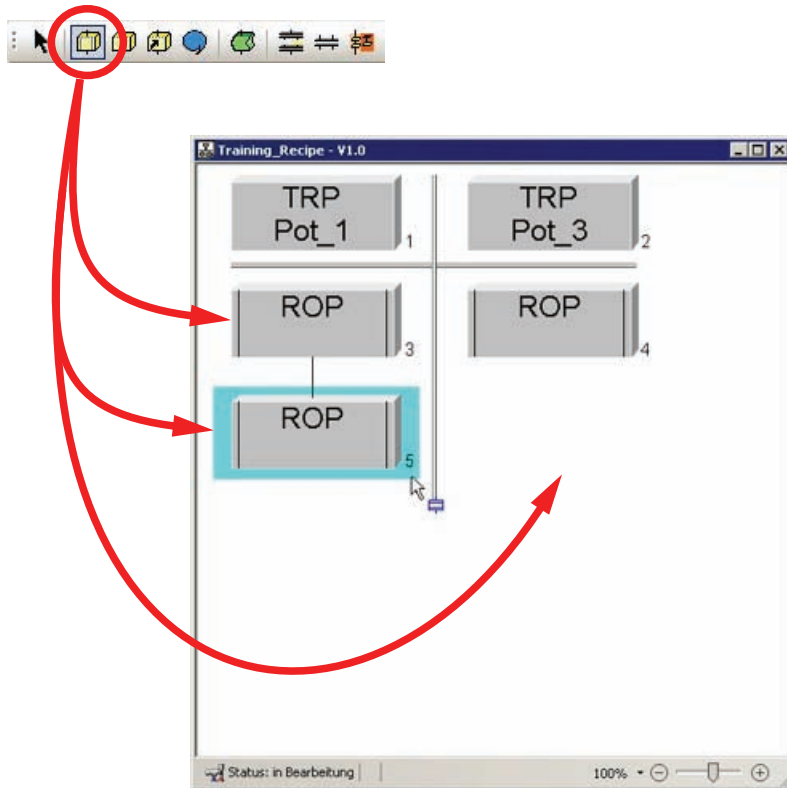 Training_Recipe - V1.0
TRP
Pot_1
1
TRP
Pot_3
2
ROP
3
ROP
4
ROP
5
Status: in Bearbeitung
100%